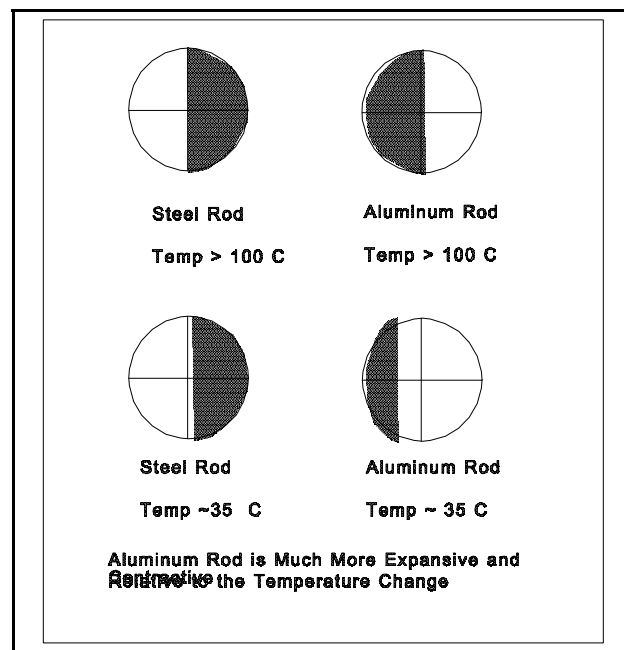 Steel Rod
Aluminum Rod
Temp > 100 C
Temp > 100 C
Steel Rod
Aluminum Rod
Temp ~35 C
Temp ~ 35 C
Aluminum Rod is Much More Expansive and
Contractive
Relative to the Temperature Change